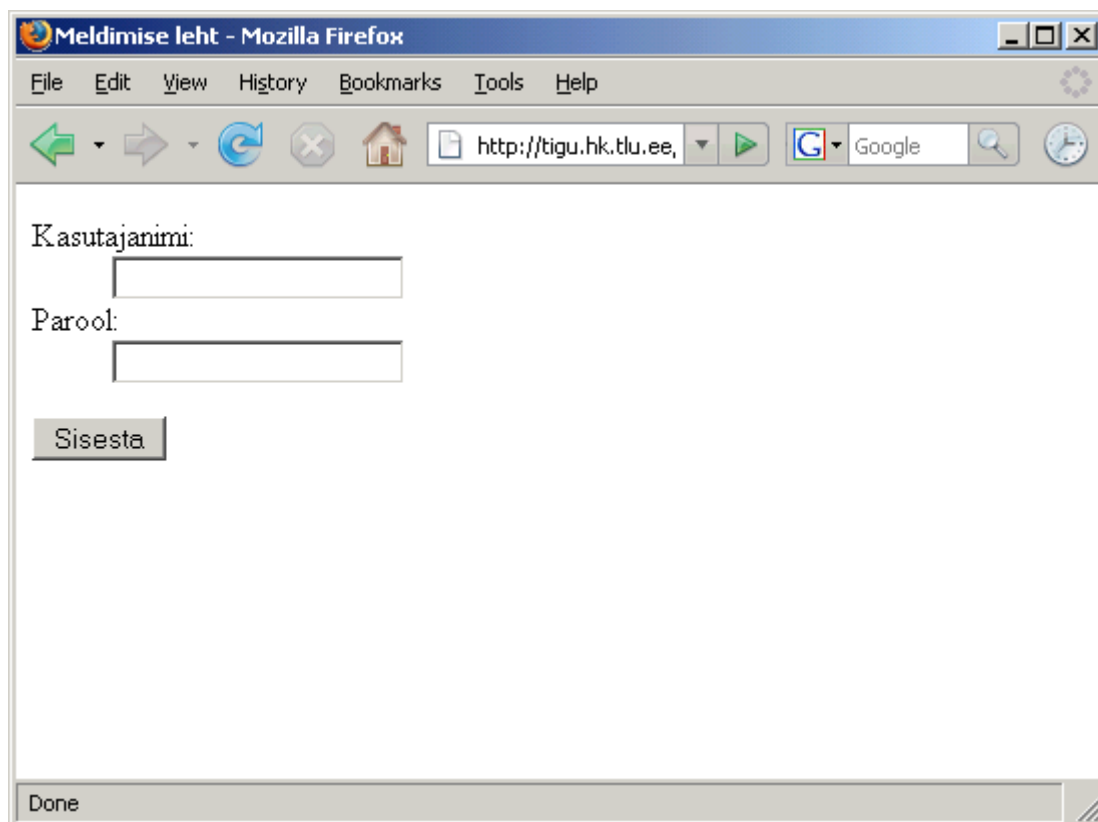 Meldimise leht - Mozilla Firefox
File Edit View History Bookmarks Tools Help
http://tigu.hk.tlu.ee, G Google
Kasutajanimi:
Parool:
Sisesta
Done